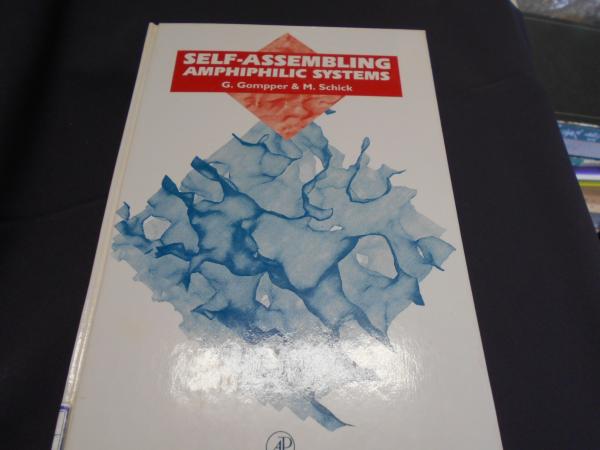 SELF-ASSEMBLING
AMPHIPHILIC SYSTEMS
G. Gompper & M. Schick
AP